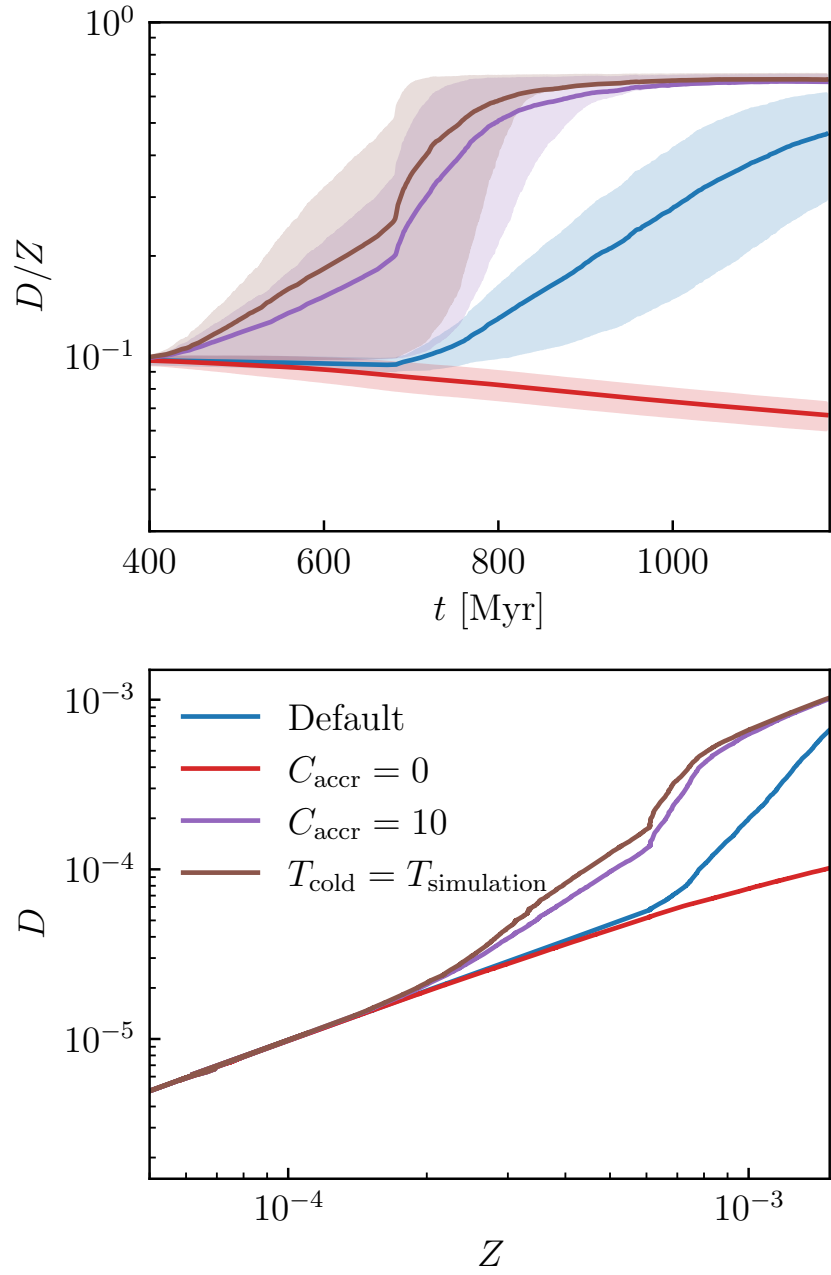 10^0
D/Z
10^{-1}
400 600 800 1000
t [Myr]
10^{-3}
Default
C_accr = 0
C_accr = 10
10^{-4}
T_cold = T_simulation
D
10^{-5}
10^{-4} 10^{-3}
Z